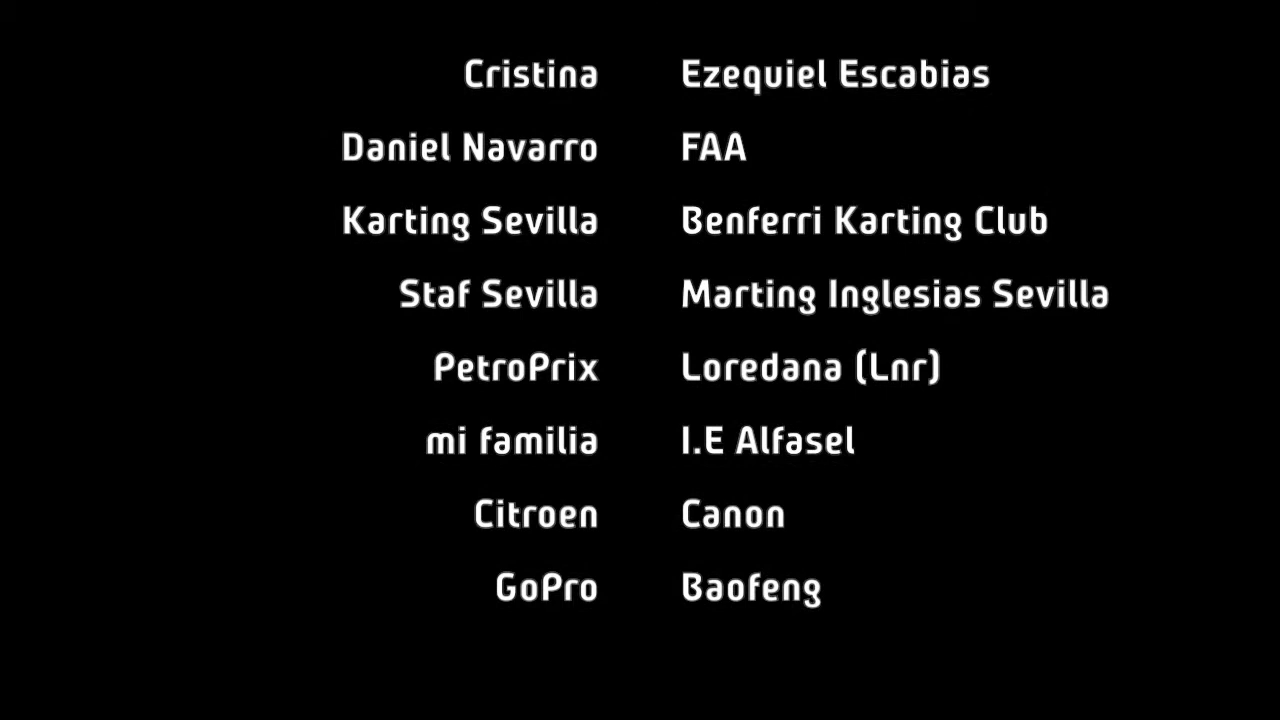 Cristina Ezequiel Escabias
Daniel Navarro FAA
Karting Sevilla Benferri Karting Club
Staf Sevilla Marting Inglesias Sevilla
PetroPrix Loredana (Lnr)
mi familia I.E Alfasel
Citroen Canon
GoPro Baofeng